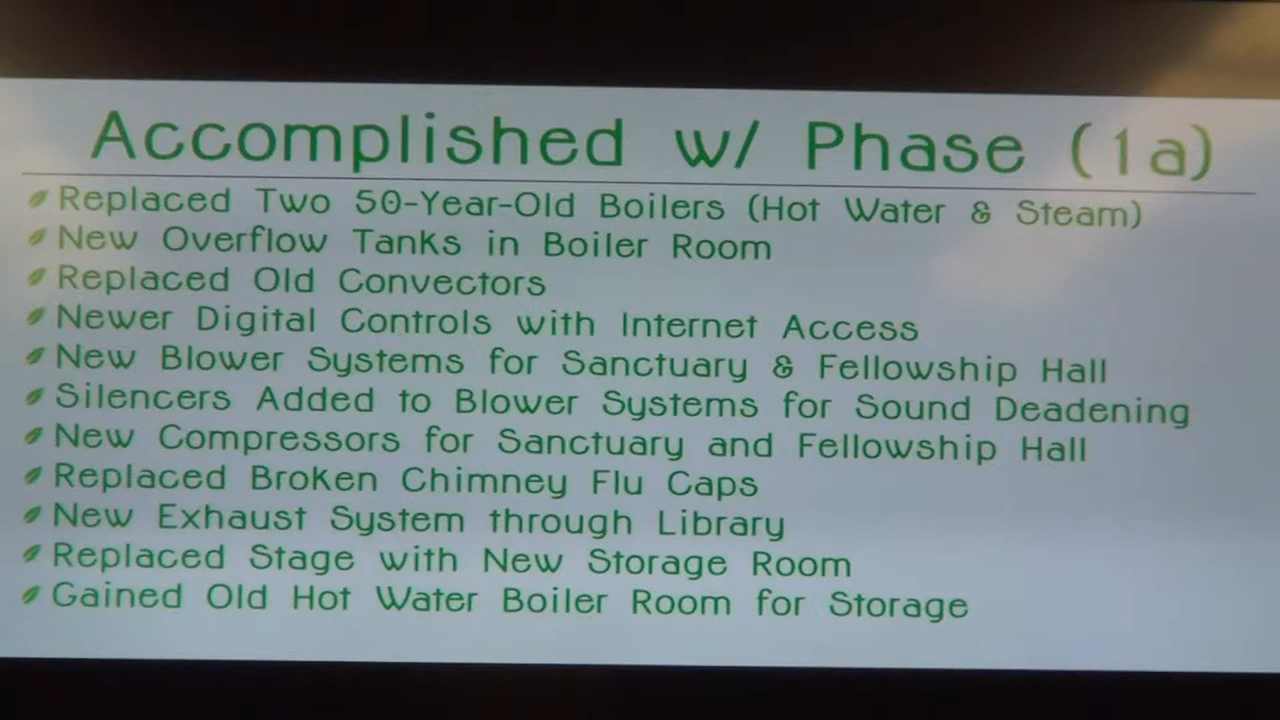 Accomplished w/ Phase (1a)
Replaced Two 50-Year-Old Boilers (Hot Water & Steam)
New Overflow Tanks in Boiler Room
Replaced Old Convectors
Newer Digital Controls with Internet Access
New Blower Systems for Sanctuary & Fellowship Hall
Silencers Added to Blower Systems for Sound Deadening
New Compressors for Sanctuary and Fellowship Hall
Replaced Broken Chimney Flu Caps
New Exhaust System through Library
Replaced Stage with New Storage Room
Gained Old Hot Water Boiler Room for Storage